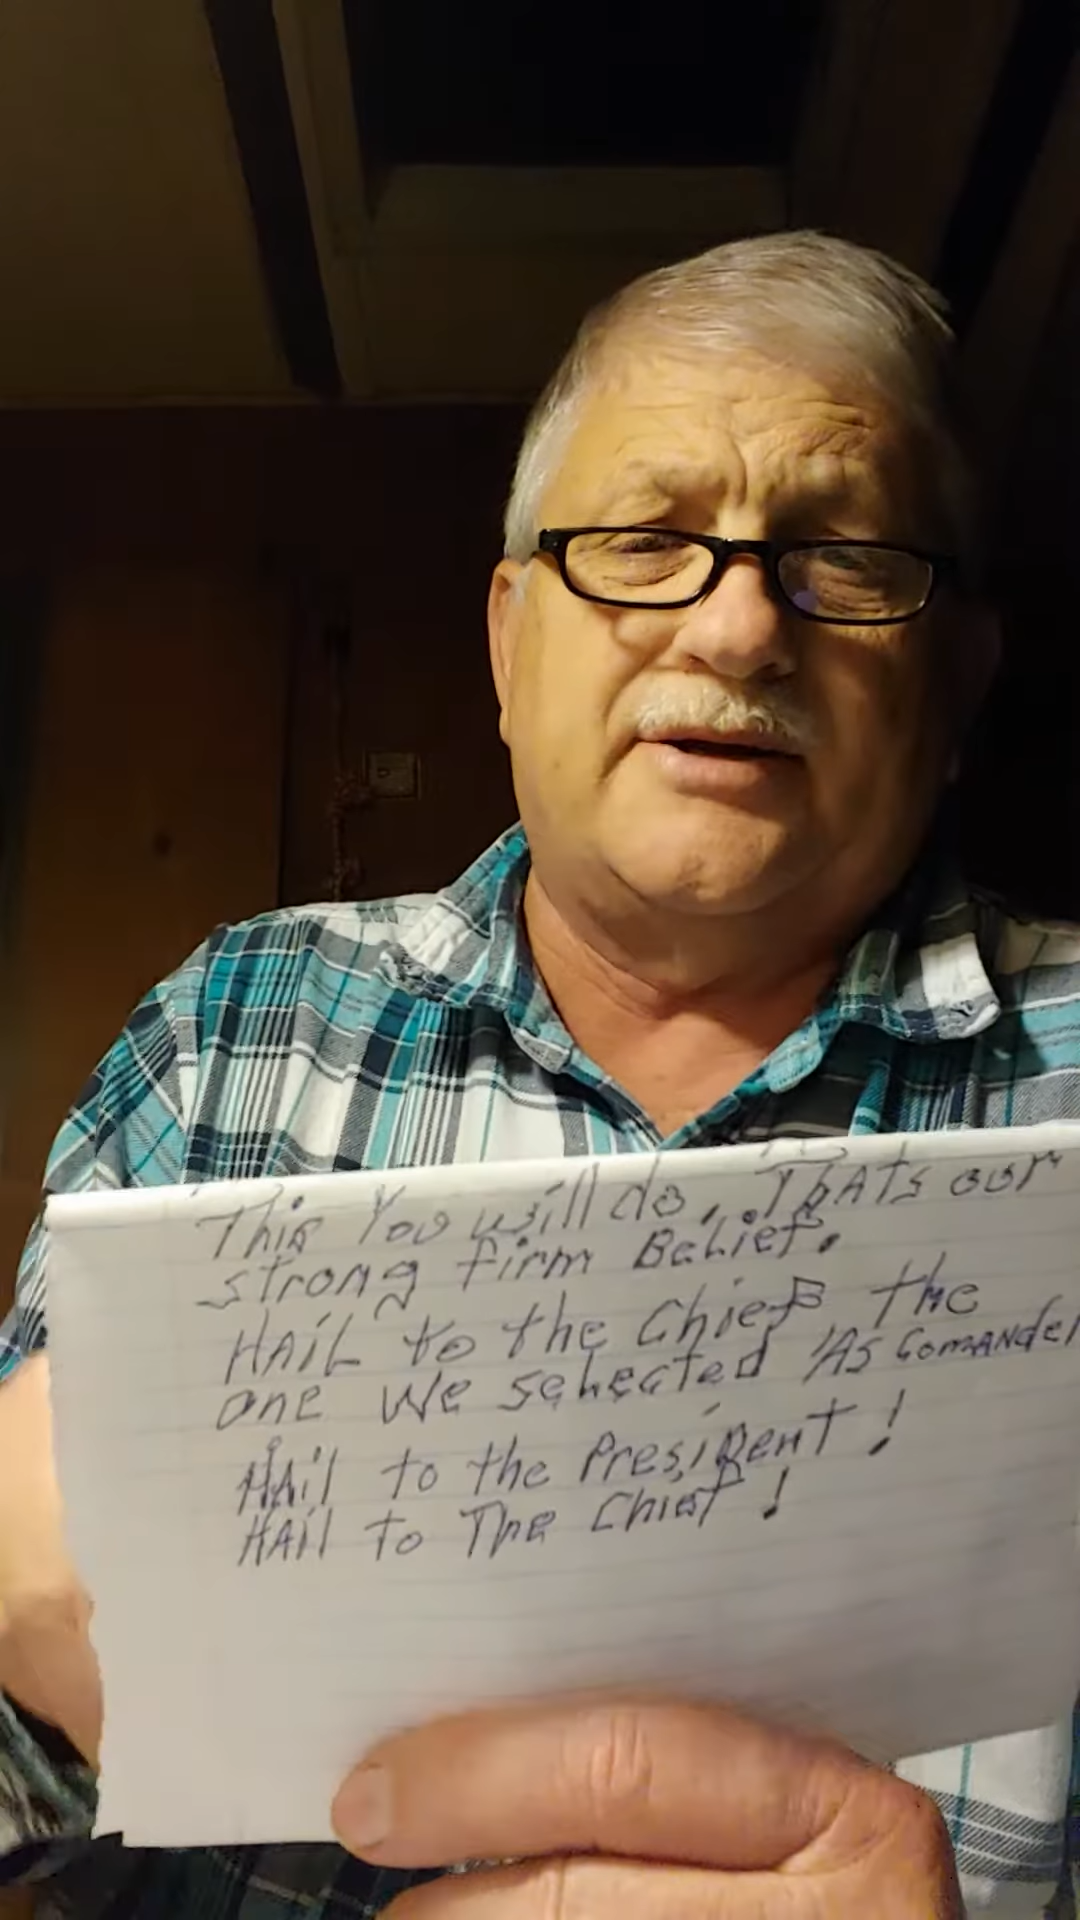 This You will do, ThAts our
strong firm Belief.
HAiL to the Chief the
one We selected 'As Comander
HAil to the PresiDent!
HAil To The Chief!